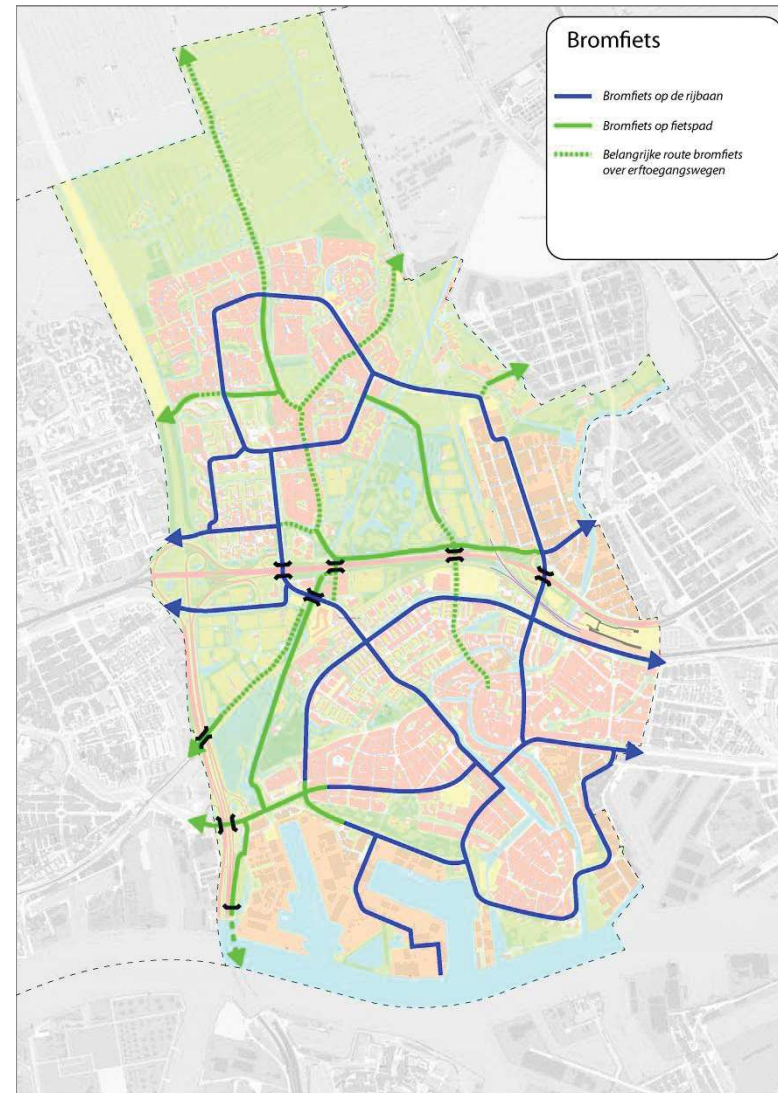 Bromfiets
Bromfiets op de rijbaan
Bromfiets op fietspad
Belangrijke route bromfiets
over erftoegangswegen